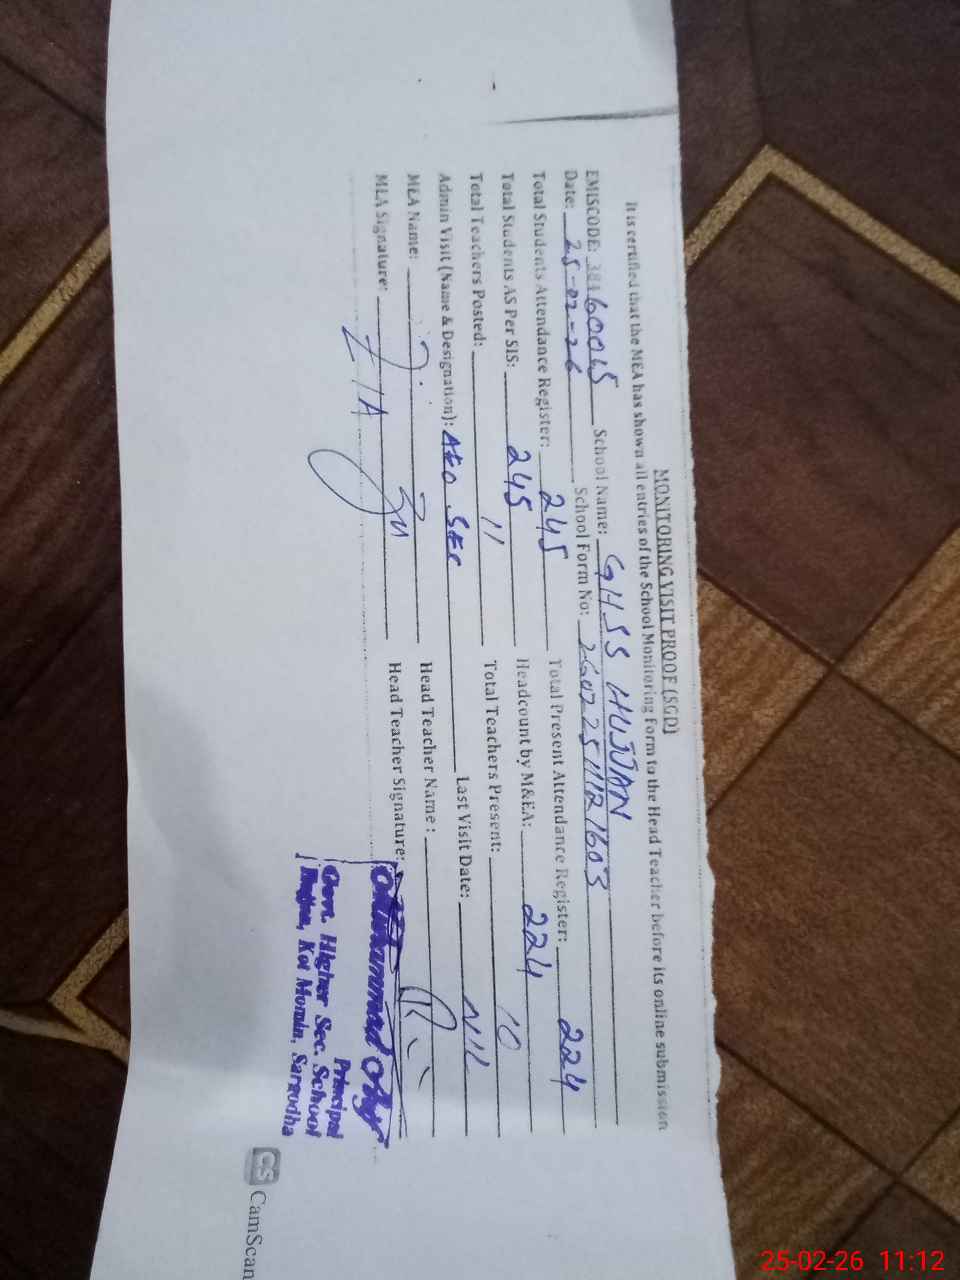 MONITORING VISIT PROOF (SGD)
It is certified that the MEA has shown all entries of the School Monitoring Form to the Head Teacher before its online submission
EMISCODE: School Name: GHSS HUJJAN
Date: 25-02-26 School Form No: 26022511121603
Total Students Attendance Register: 245 Total Present Attendance Register: 224
Total Students AS Per SIS: 245 Headcount by M&EA: 224
Total Teachers Posted: 11 Total Teachers Present: 10
Admin Visit (Name & Designation): Last Visit Date: NIL
MEA Name: Head Teacher Name:
MEA Signature: Head Teacher Signature:
Principal
Govt. Higher Sec. School
Hujjan, Kot Momin, Sargodha
CS CamScan
25-02-26 11:12